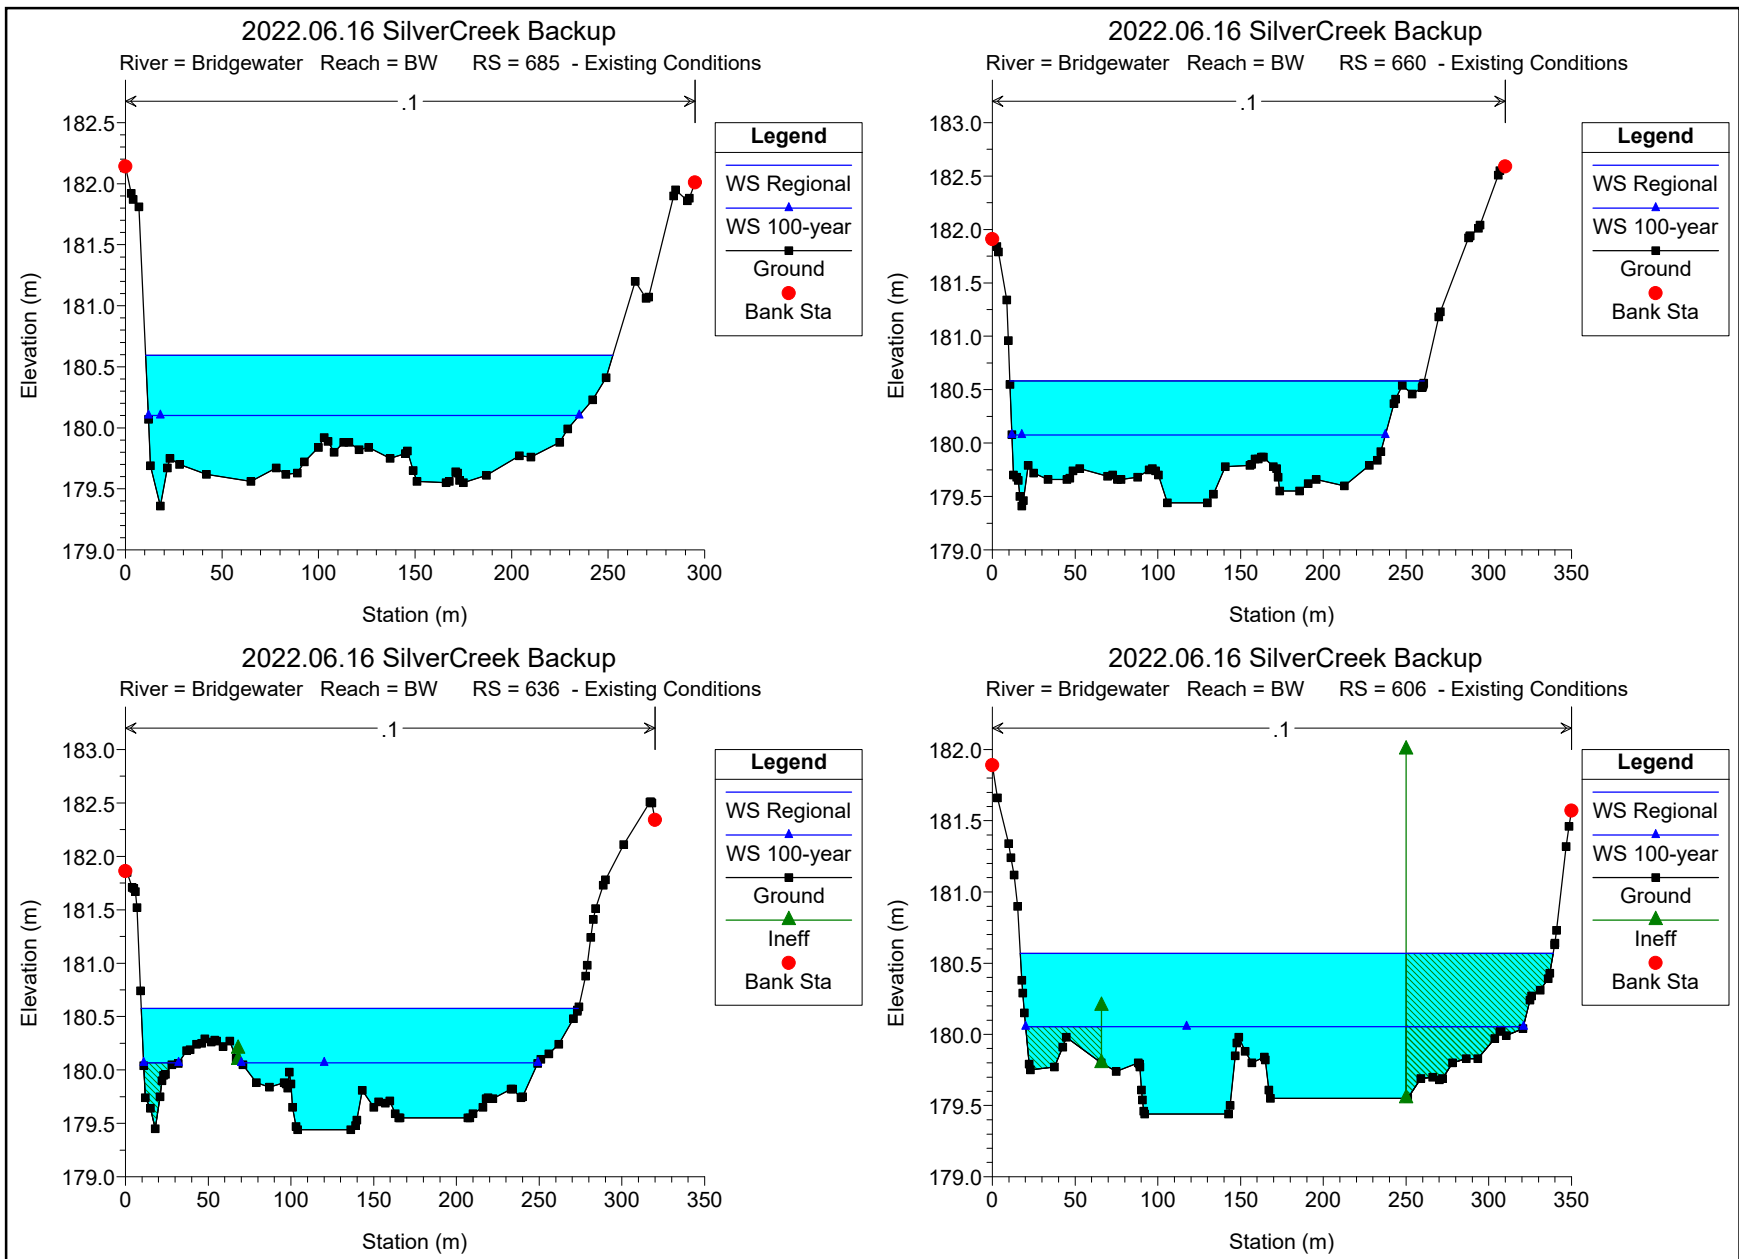 2022.06.16 SilverCreek Backup
River = Bridgewater Reach = BW RS = 685 - Existing Conditions
.1
182.5
182.0
181.5
181.0
180.5
180.0
179.5
179.0
Elevation (m)
0 50 100 150 200 250 300
Station (m)
Legend
WS Regional
WS 100-year
Ground
Bank Sta
2022.06.16 SilverCreek Backup
River = Bridgewater Reach = BW RS = 660 - Existing Conditions
.1
183.0
182.5
182.0
181.5
181.0
180.5
180.0
179.5
179.0
Elevation (m)
0 50 100 150 200 250 300 350
Station (m)
Legend
WS Regional
WS 100-year
Ground
Bank Sta
2022.06.16 SilverCreek Backup
River = Bridgewater Reach = BW RS = 636 - Existing Conditions
.1
183.0
182.5
182.0
181.5
181.0
180.5
180.0
179.5
179.0
Elevation (m)
0 50 100 150 200 250 300 350
Station (m)
Legend
WS Regional
WS 100-year
Ground
Ineff
Bank Sta
2022.06.16 SilverCreek Backup
River = Bridgewater Reach = BW RS = 606 - Existing Conditions
.1
182.0
181.5
181.0
180.5
180.0
179.5
179.0
Elevation (m)
0 50 100 150 200 250 300 350
Station (m)
Legend
WS Regional
WS 100-year
Ground
Ineff
Bank Sta